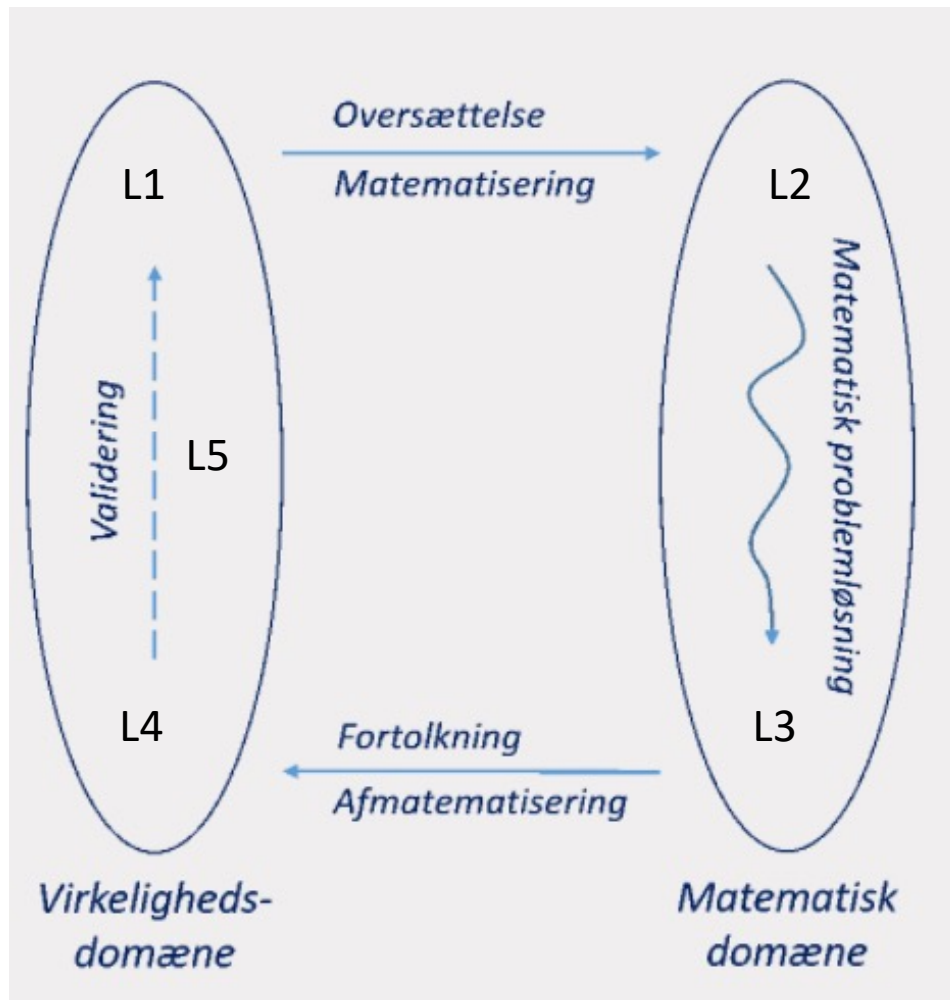 Oversættelse
Matematisering
L1
L2
Validering
L5
Matematisk problemløsning
L4
L3
Fortolkning
Afmatematisering
Virkeligheds-
domæne
Matematisk
domæne